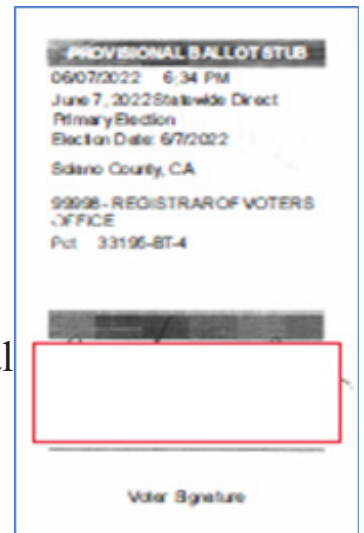 PROVISIONAL BALLOT STUB
06/07/2022 6:34 PM
June 7, 2022 Statewide Direct
Primary Election
Election Date: 6/7/2022
Solano County, CA
99998 - REGISTRAR OF VOTERS
OFFICE
Pct 33195-BT-4
al
Voter Signature